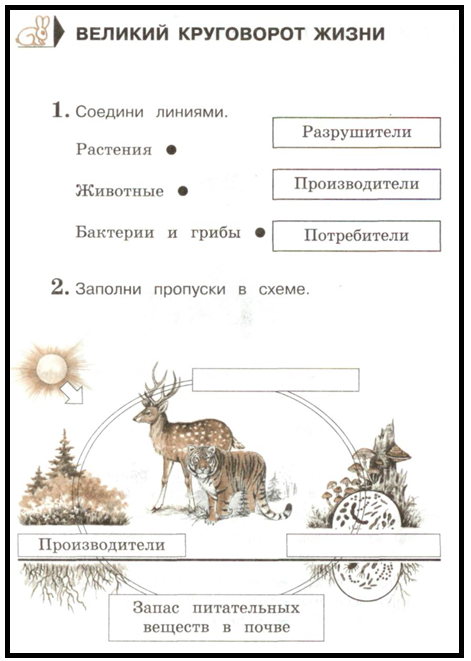 ВЕЛИКИЙ КРУГОВОРОТ ЖИЗНИ
1. Соедини линиями.
Растения
Животные
Бактерии и грибы
Разрушители
Производители
Потребители
2. Заполни пропуски в схеме.
Производители
Запас питательных
веществ в почве